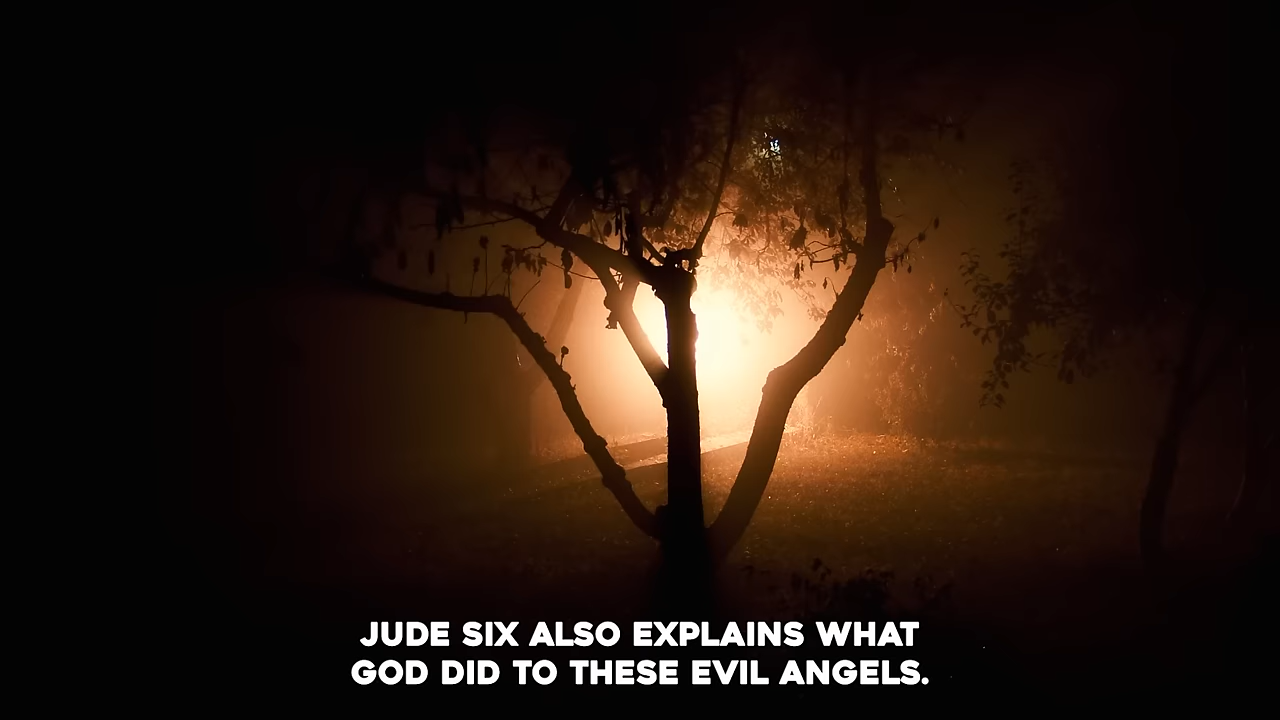 JUDE SIX ALSO EXPLAINS WHAT
GOD DID TO THESE EVIL ANGELS.